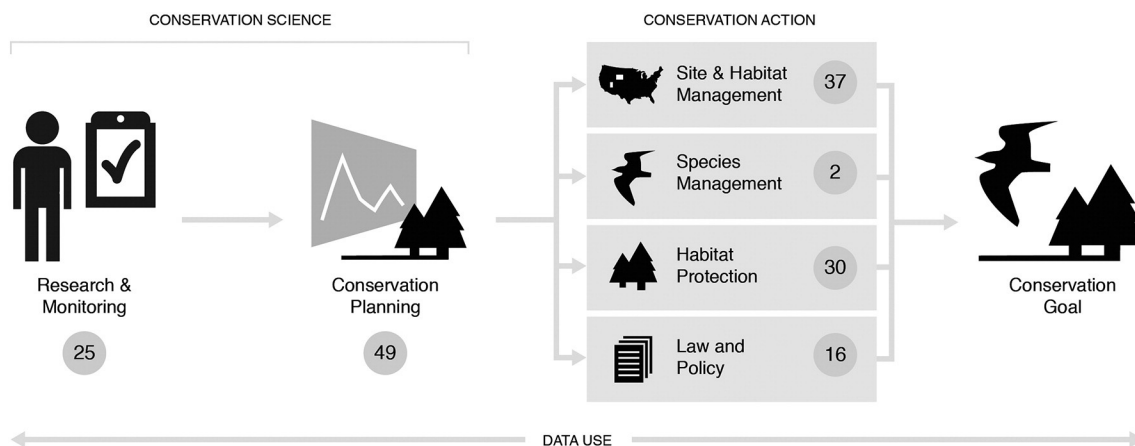 CONSERVATION SCIENCE
CONSERVATION ACTION
Research &
Monitoring
25
Conservation
Planning
49
Site & Habitat
Management
37
Species
Management
2
Habitat
Protection
30
Law and
Policy
16
Conservation
Goal
DATA USE